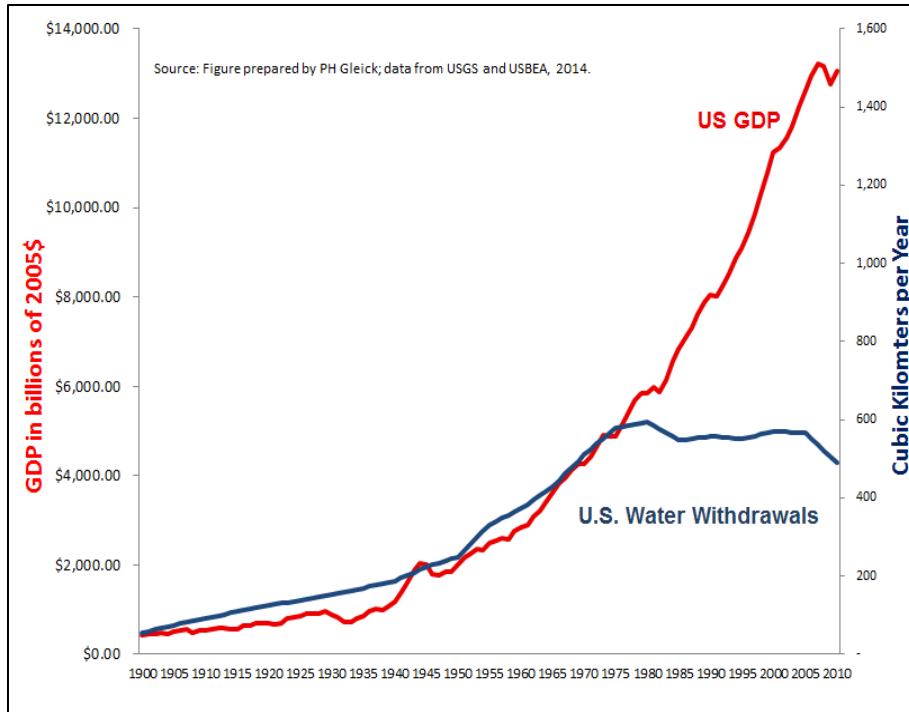 $14,000.00
$12,000.00
$10,000.00
$8,000.00
$6,000.00
$4,000.00
$2,000.00
$0.00
GDP in billions of 2005$
Source: Figure prepared by PH Gleick; data from USGS and USBEA, 2014.
US GDP
U.S. Water Withdrawals
1,600
1,400
1,200
1,000
800
600
400
200
-
Cubic Kilomters per Year
1900 1905 1910 1915 1920 1925 1930 1935 1940 1945 1950 1955 1960 1965 1970 1975 1980 1985 1990 1995 2000 2005 2010